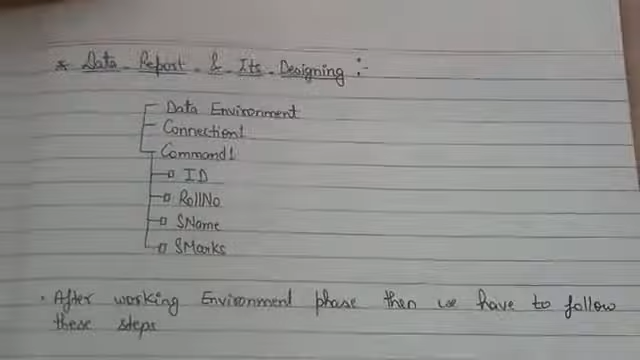 * Data Report & Its Designing :-
Data Environment
Connection1
Command1
ID
RollNo
SName
SMarks
• After working Environment phase then we have to follow
these steps